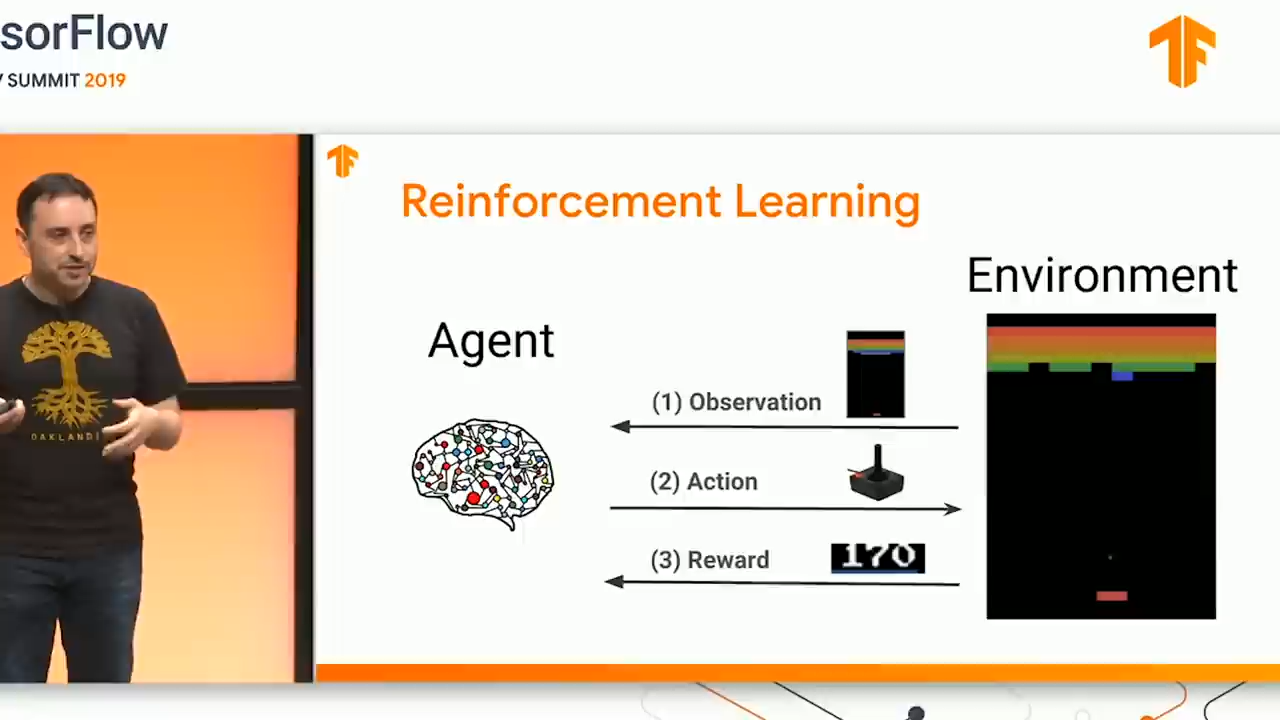 sorFlow
SUMMIT 2019
Reinforcement Learning
Environment
Agent
(1) Observation
(2) Action
(3) Reward
170
OAKLAND